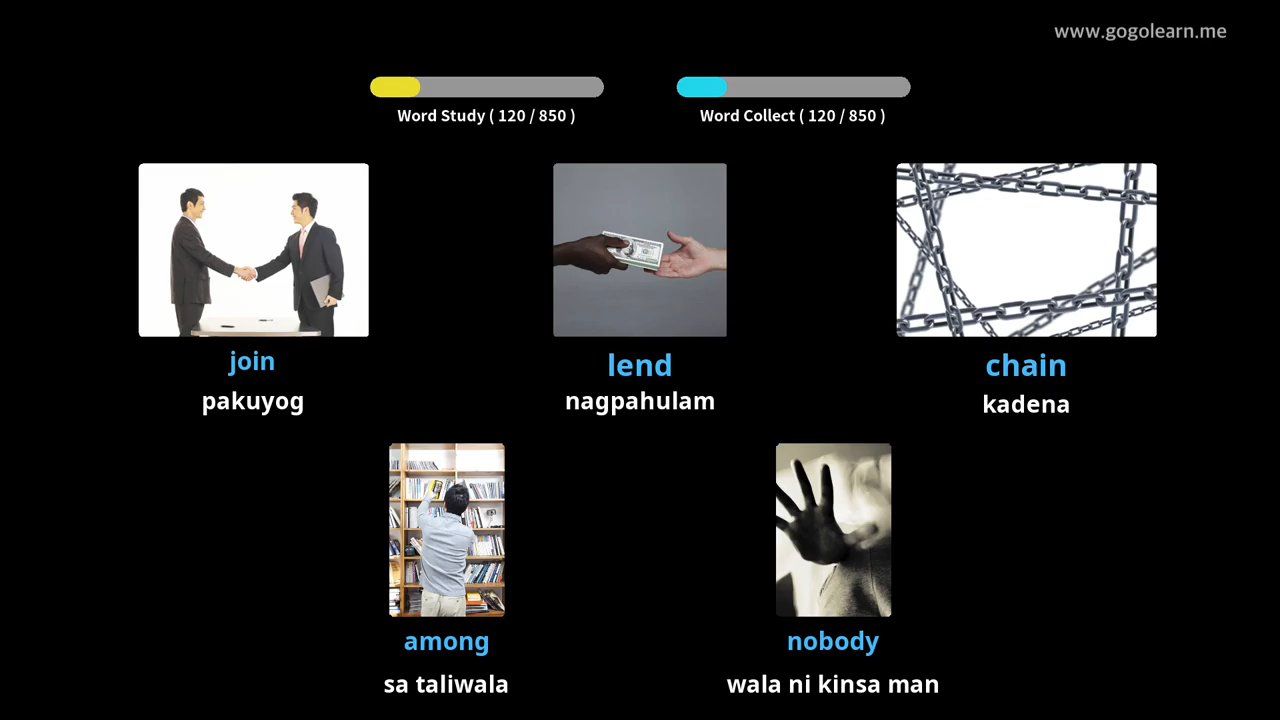 www.gogolearn.me
Word Study ( 120 / 850 )
Word Collect ( 120 / 850 )
join
lend
chain
pakuyog
nagpahulam
kadena
among
nobody
sa taliwala
wala ni kinsa man